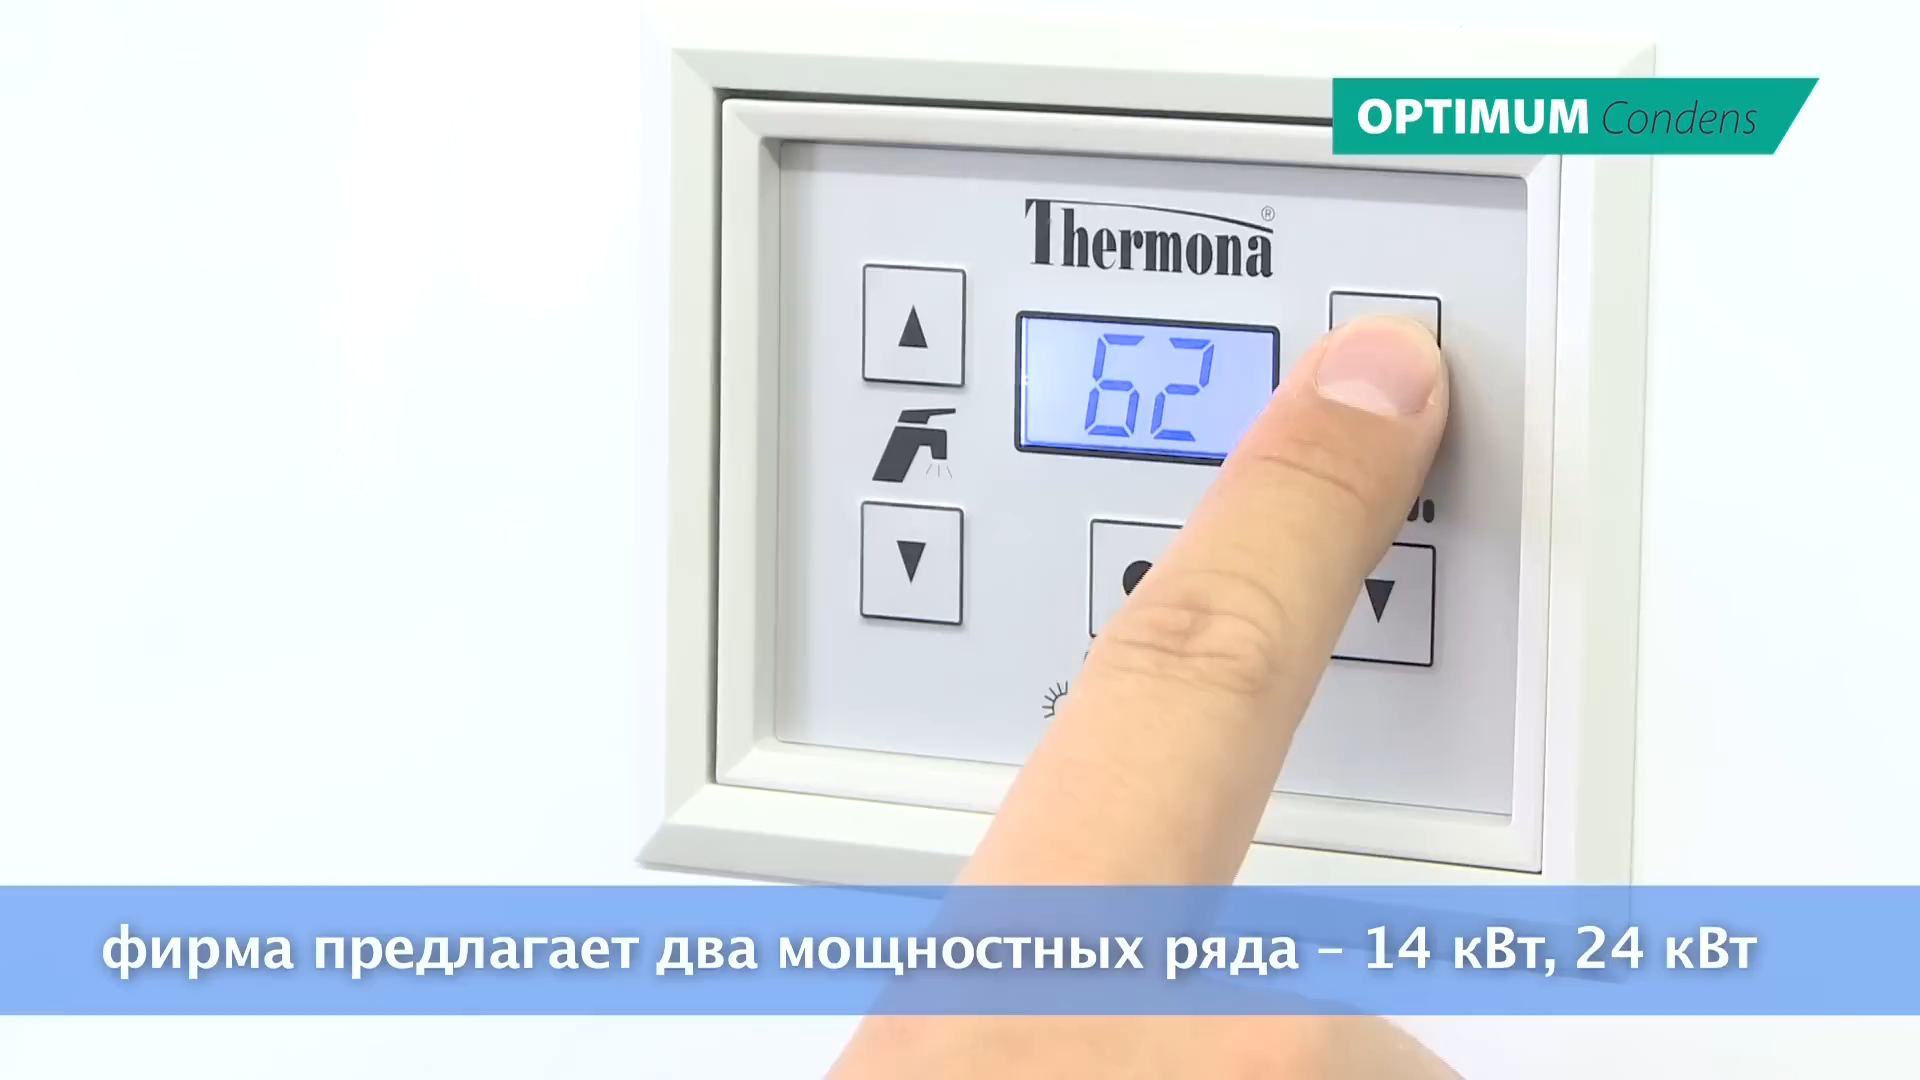 OPTIMUM Condens
Thermona®
62
фирма предлагает два мощностных ряда – 14 кВт, 24 кВт